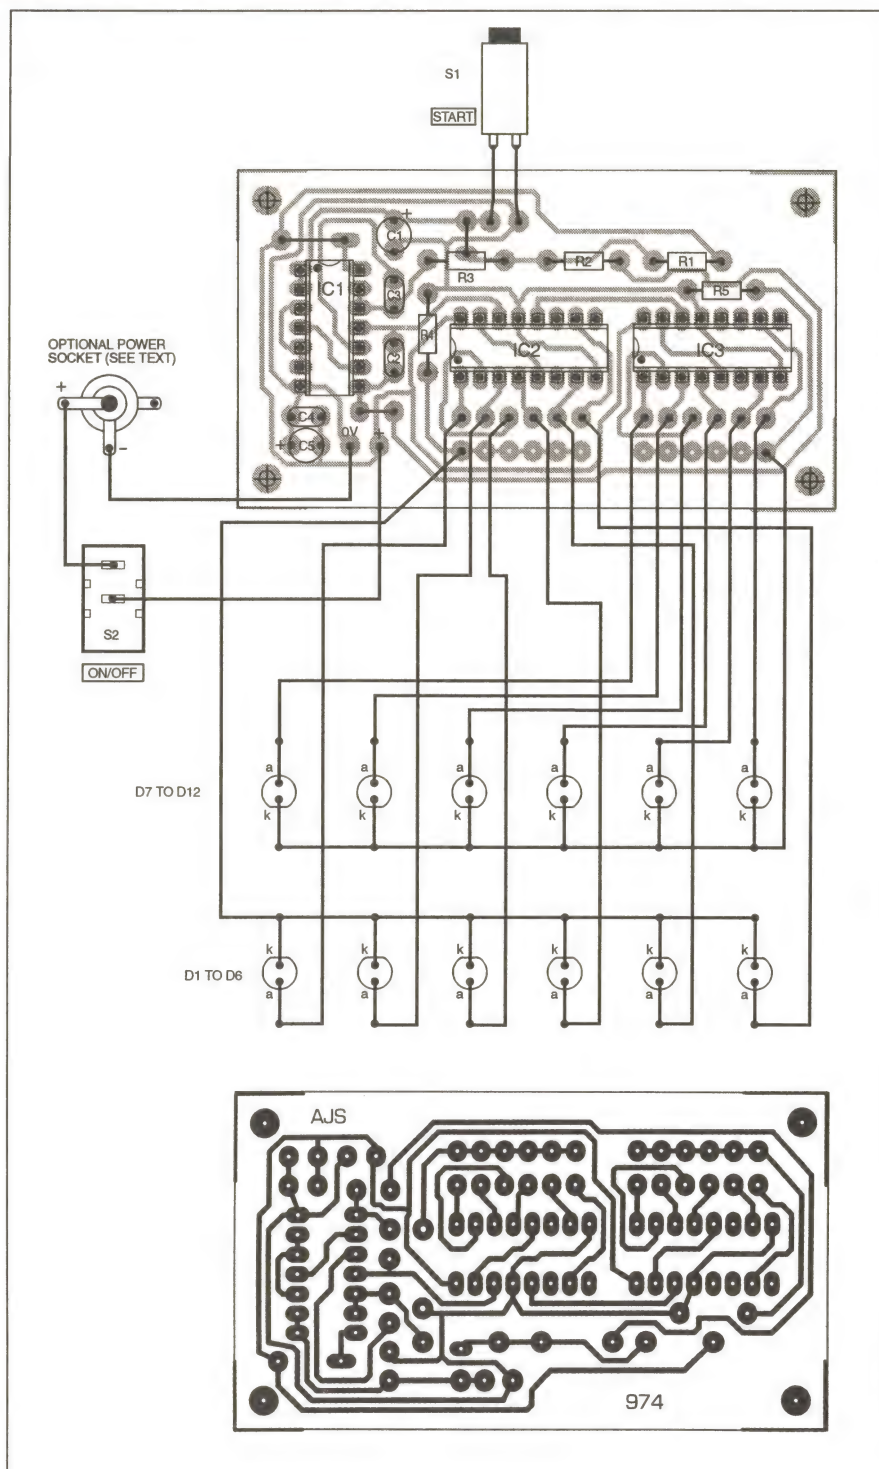 S1
START
+
C1
R3
R2
R1
R5
IC1
C3
R4
IC2
IC3
C2
OPTIONAL POWER
SOCKET (SEE TEXT)
+
-
C4
0V
+
+
C5
S2
ON/OFF
a
a
a
a
a
a
D7 TO D12
k
k
k
k
k
k
k
k
k
k
k
k
D1 TO D6
a
a
a
a
a
a
AJS
974